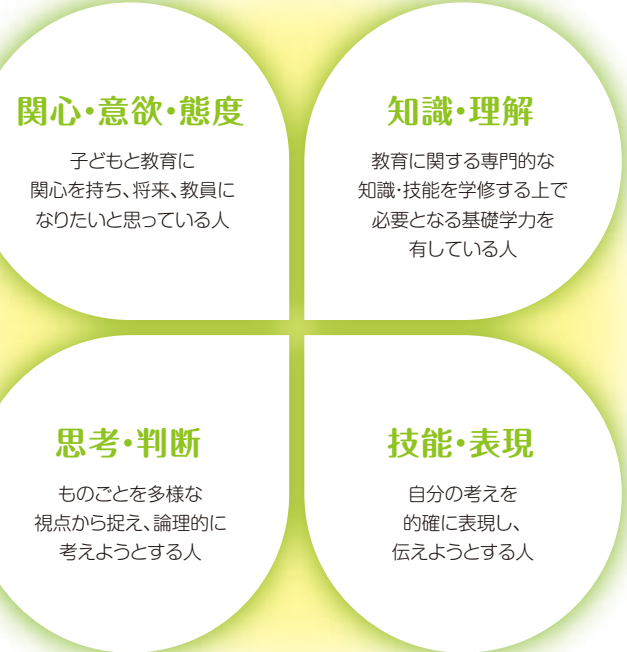 関心・意欲・態度
子どもと教育に
関心を持ち、将来、教員に
なりたいと思っている人
知識・理解
教育に関する専門的な
知識・技能を学修する上で
必要となる基礎学力を
有している人
思考・判断
ものごとを多様な
視点から捉え、論理的に
考えようとする人
技能・表現
自分の考えを
的確に表現し、
伝えようとする人